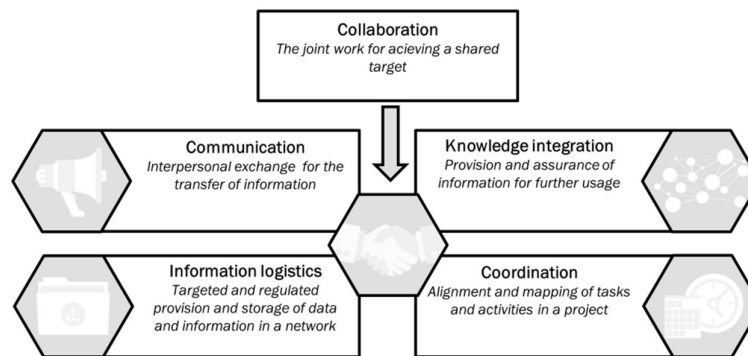 Collaboration
The joint work for acieving a shared
target
Communication
Interpersonal exchange for the
transfer of information
Knowledge integration
Provision and assurance of
information for further usage
Information logistics
Targeted and regulated
provision and storage of data
and information in a network
Coordination
Alignment and mapping of tasks
and activities in a project